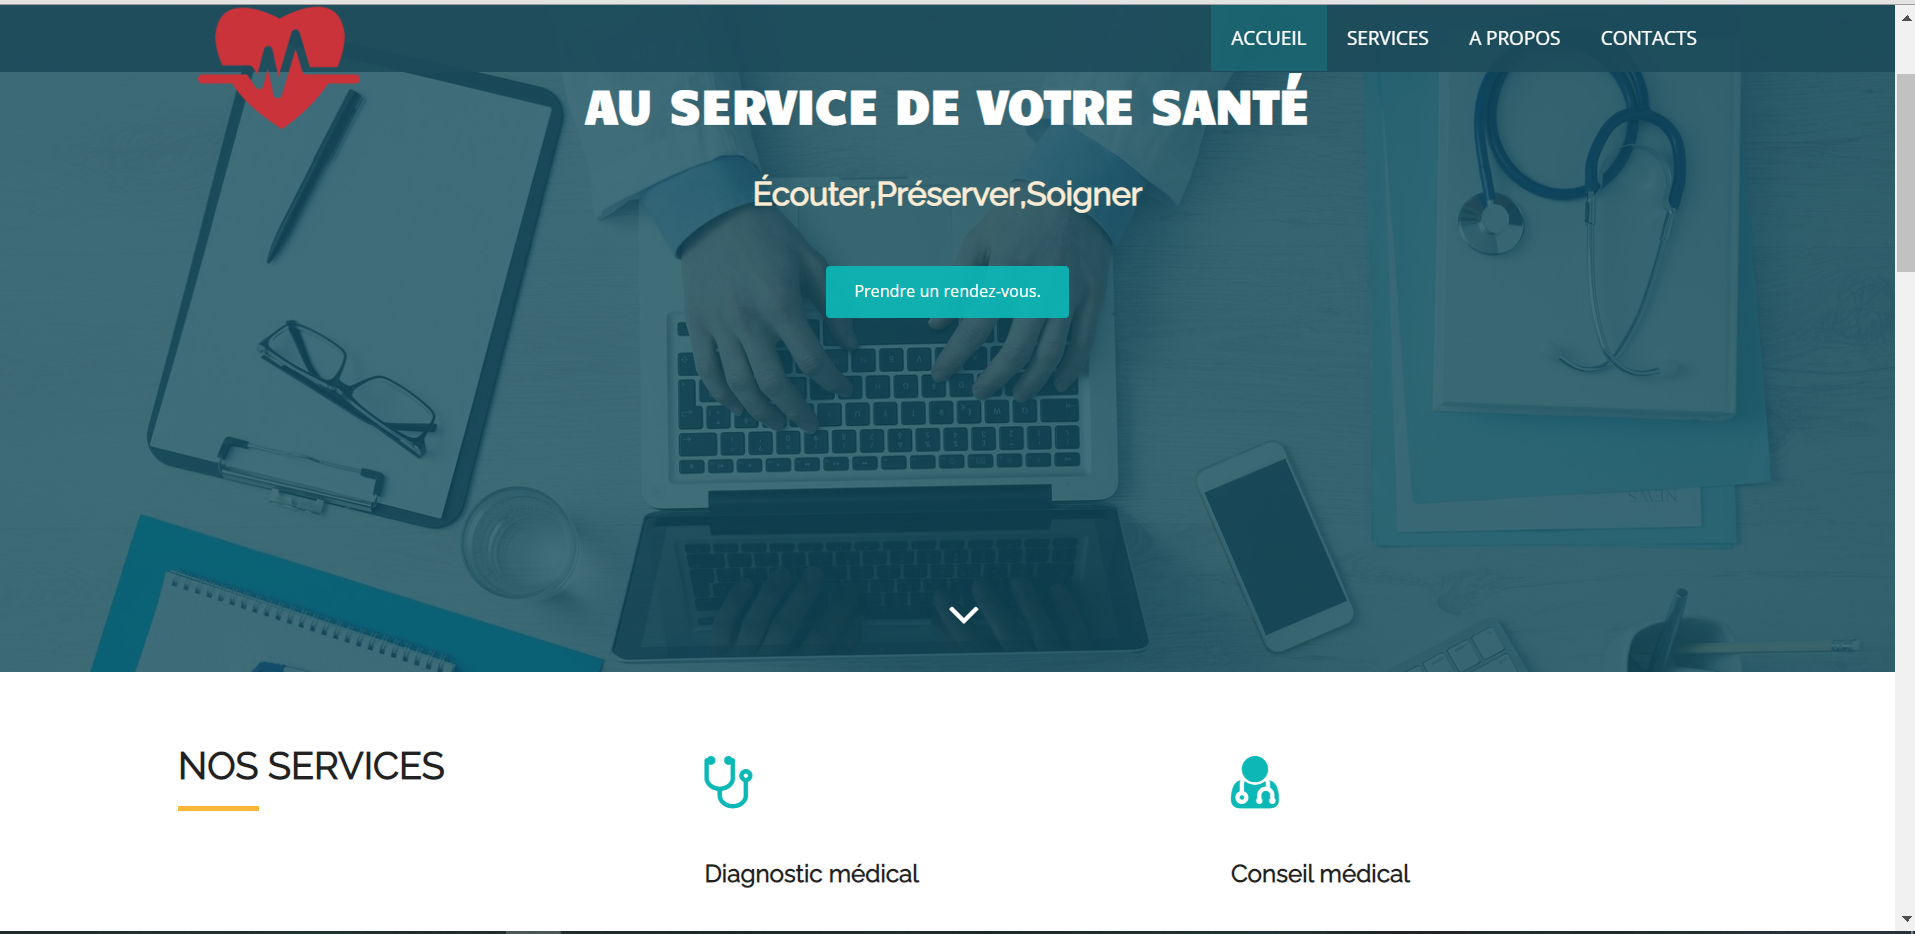 ACCUEIL SERVICES A PROPOS CONTACTS
AU SERVICE DE VOTRE SANTÉ
Écouter,Préserver,Soigner
Prendre un rendez-vous.
NEWS
NOS SERVICES
Diagnostic médical
Conseil médical